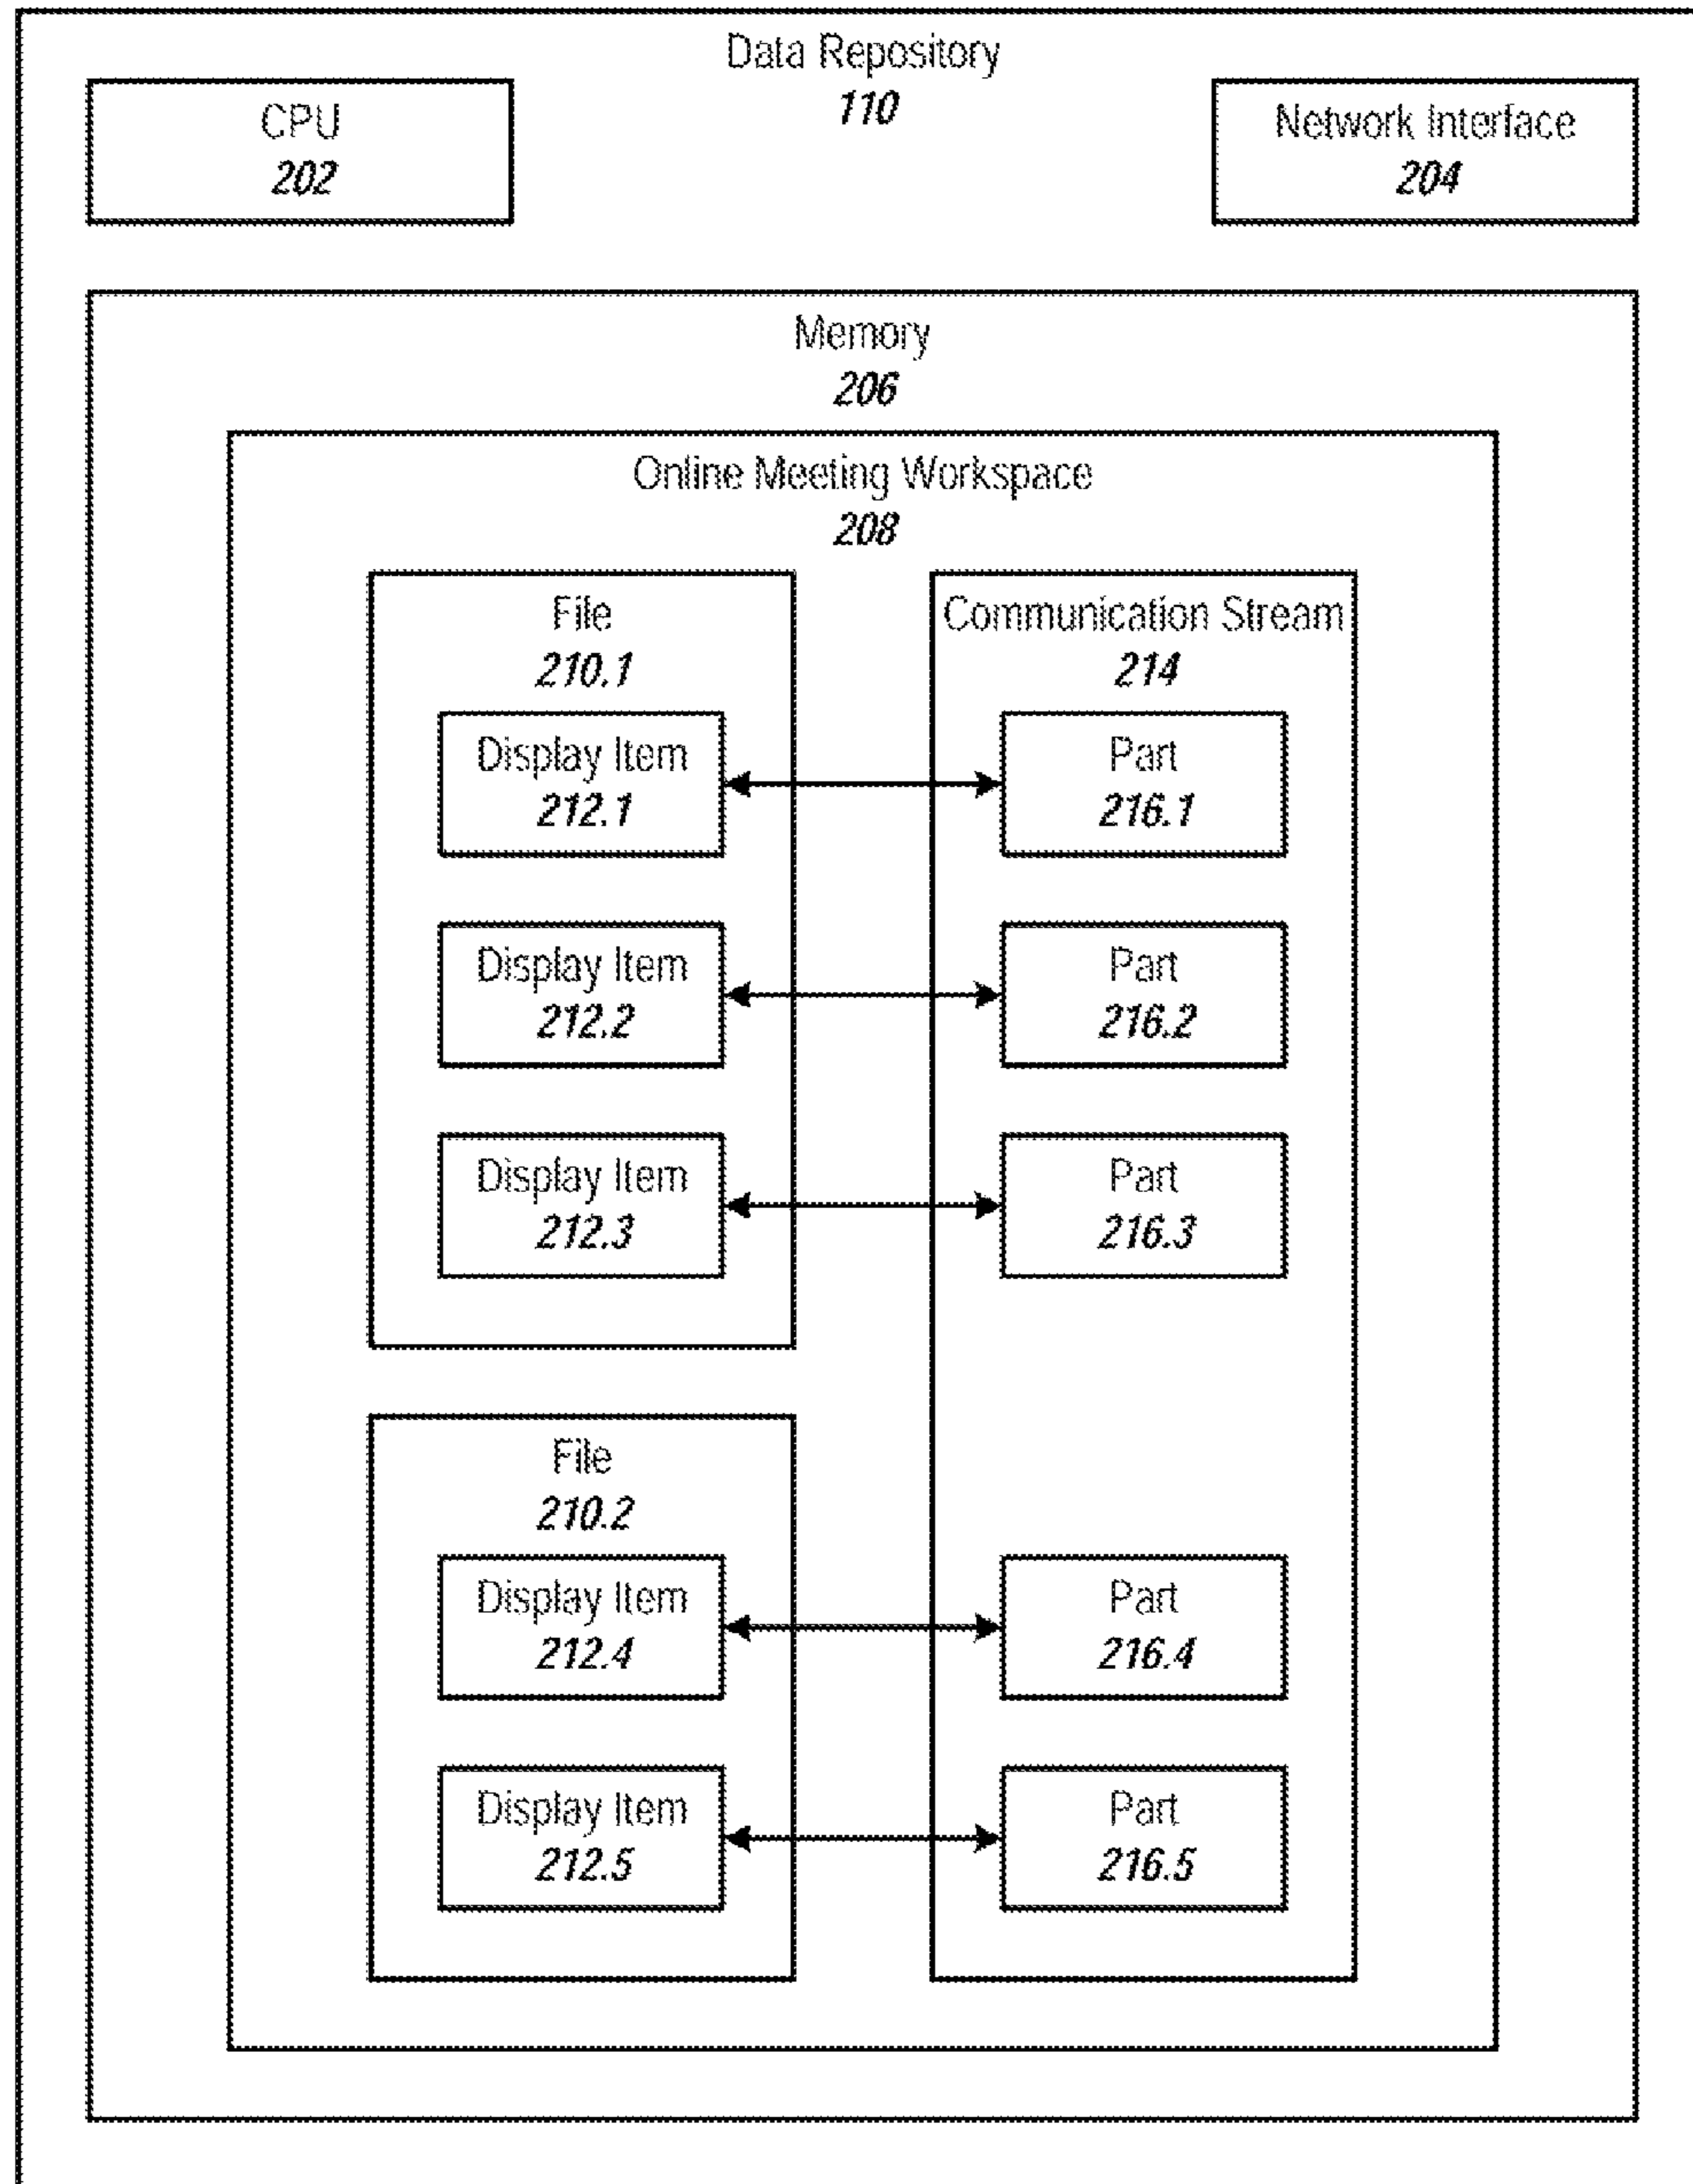 Data Repository
110
CPU
202
Network Interface
204
Memory
206
Online Meeting Workspace
208
File
210.1
Communication Stream
214
Display Item
212.1
Part
216.1
Display Item
212.2
Part
216.2
Display Item
212.3
Part
216.3
File
210.2
Display Item
212.4
Part
216.4
Display Item
212.5
Part
216.5